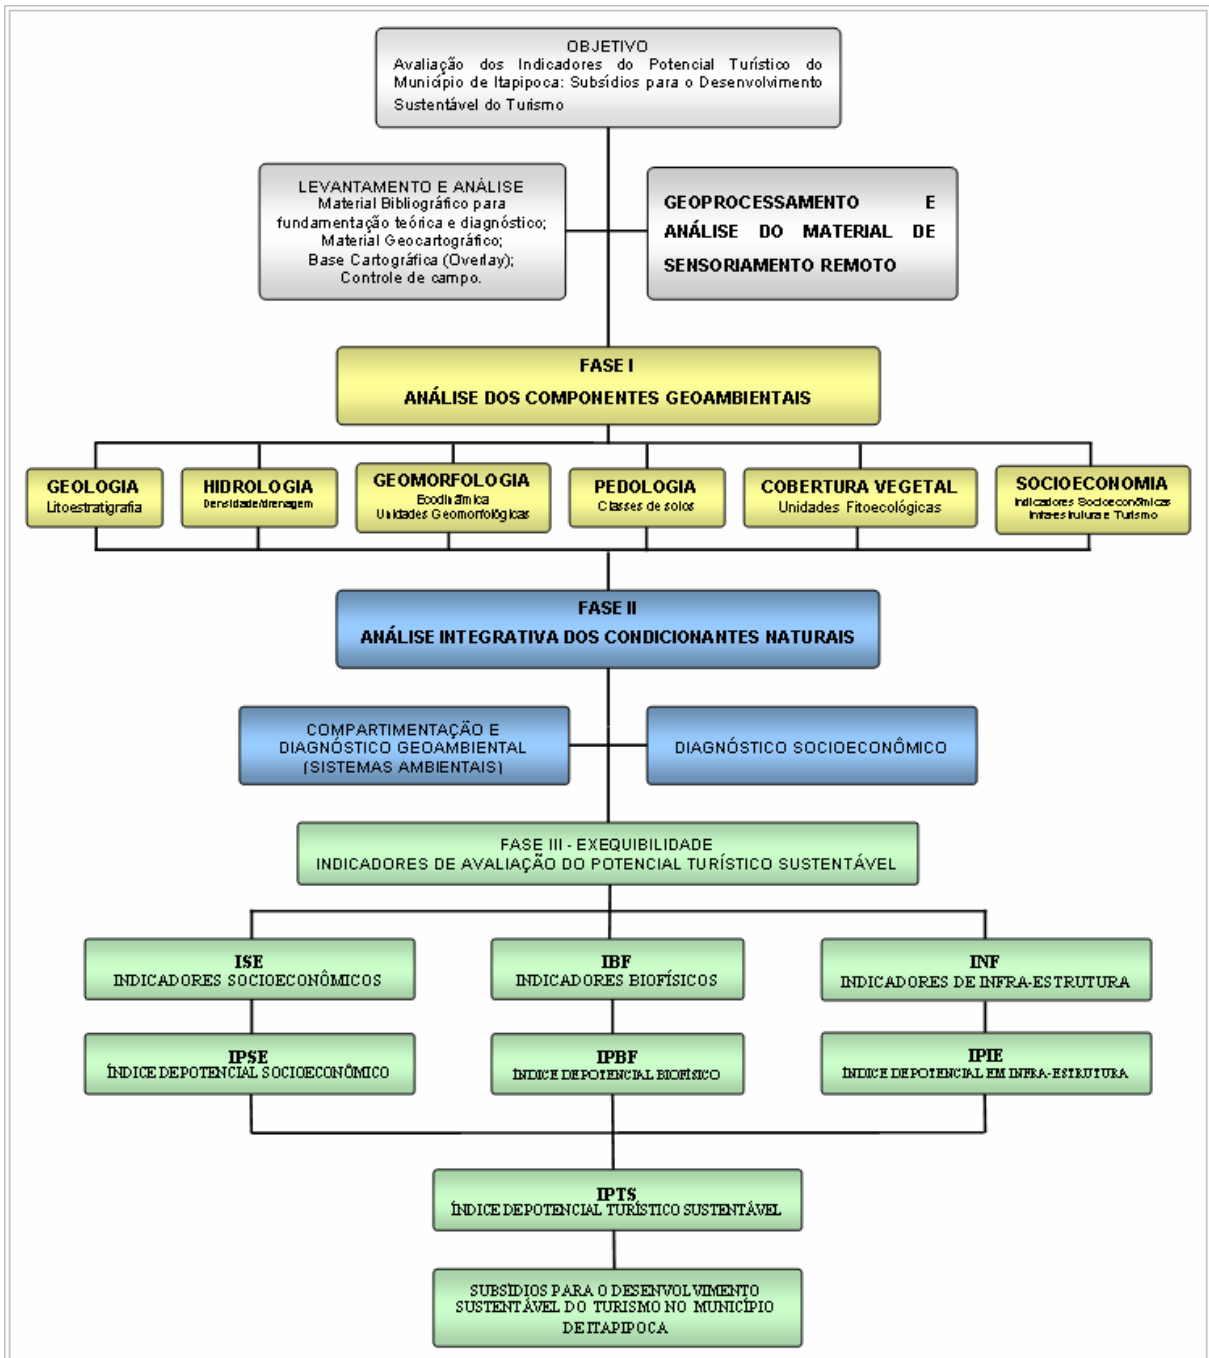 OBJETIVO
Avaliação dos Indicadores do Potencial Turístico do
Município de Itapipoca: Subsídios para o Desenvolvimento
Sustentável do Turismo
LEVANTAMENTO E ANÁLISE
Material Bibliográfico para
fundamentação teórica e diagnóstico;
Material Geocartográfico;
Base Cartográfica (Overlay);
Controle de campo.
GEOPROCESSAMENTO E
ANÁLISE DO MATERIAL DE
SENSORIAMENTO REMOTO
FASE I
ANÁLISE DOS COMPONENTES GEOAMBIENTAIS
GEOLOGIA
Litoestratigrafia
HIDROLOGIA
Densidade/drenagem
GEOMORFOLOGIA
Ecodinâmica
Unidades Geomorfológicas
PEDOLOGIA
Classes de solos
COBERTURA VEGETAL
Unidades Fitoecológicas
SOCIOECONOMIA
Indicadores Socioeconômicas
Infraestrutura e Turismo
FASE II
ANÁLISE INTEGRATIVA DOS CONDICIONANTES NATURAIS
COMPARTIMENTAÇÃO E
DIAGNÓSTICO GEOAMBIENTAL
(SISTEMAS AMBIENTAIS)
DIAGNÓSTICO SOCIOECONÔMICO
FASE III - EXEQUIBILIDADE
INDICADORES DE AVALIAÇÃO DO POTENCIAL TURÍSTICO SUSTENTÁVEL
ISE
INDICADORES SOCIOECONÔMICOS
IBF
INDICADORES BIOFÍSICOS
INF
INDICADORES DE INFRA-ESTRUTURA
IPSE
ÍNDICE DE POTENCIAL SOCIOECONÔMICO
IPBF
ÍNDICE DE POTENCIAL BIOFÍSICO
IPIE
ÍNDICE DE POTENCIAL EM INFRA-ESTRUTURA
IPTS
ÍNDICE DE POTENCIAL TURÍSTICO SUSTENTÁVEL
SUBSÍDIOS PARA O DESENVOLVIMENTO
SUSTENTÁVEL DO TURISMO NO MUNICÍPIO
DE ITAPIPOCA